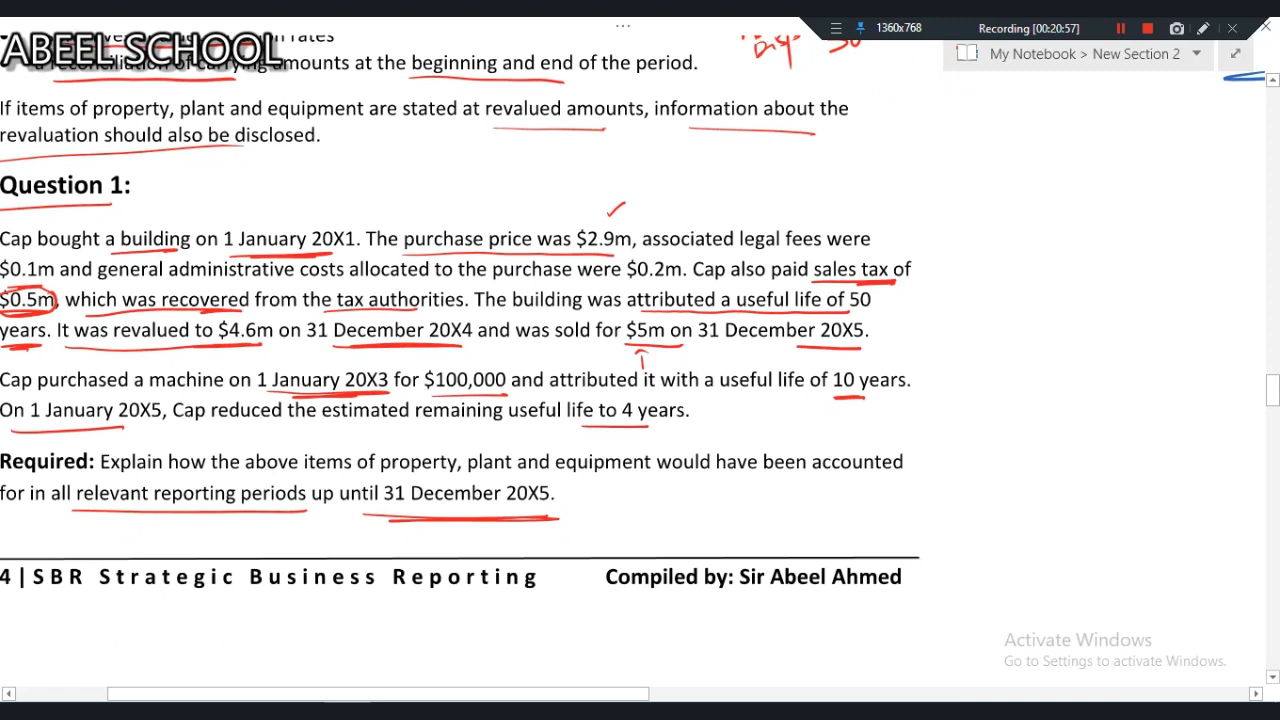 1360x768
Recording [00:20:57]
ABEEL SCHOOL
rates
My Notebook > New Section 2
a reconciliation of carrying amounts at the beginning and end of the period.
If items of property, plant and equipment are stated at revalued amounts, information about the
revaluation should also be disclosed.
Question 1:
Cap bought a building on 1 January 20X1. The purchase price was $2.9m, associated legal fees were
$0.1m and general administrative costs allocated to the purchase were $0.2m. Cap also paid sales tax of
$0.5m, which was recovered from the tax authorities. The building was attributed a useful life of 50
years. It was revalued to $4.6m on 31 December 20X4 and was sold for $5m on 31 December 20X5.
Cap purchased a machine on 1 January 20X3 for $100,000 and attributed it with a useful life of 10 years.
On 1 January 20X5, Cap reduced the estimated remaining useful life to 4 years.
Required: Explain how the above items of property, plant and equipment would have been accounted
for in all relevant reporting periods up until 31 December 20X5.
4 | S B R S t r a t e g i c B u s i n e s s R e p o r t i n g Compiled by: Sir Abeel Ahmed
Activate Windows
Go to Settings to activate Windows.